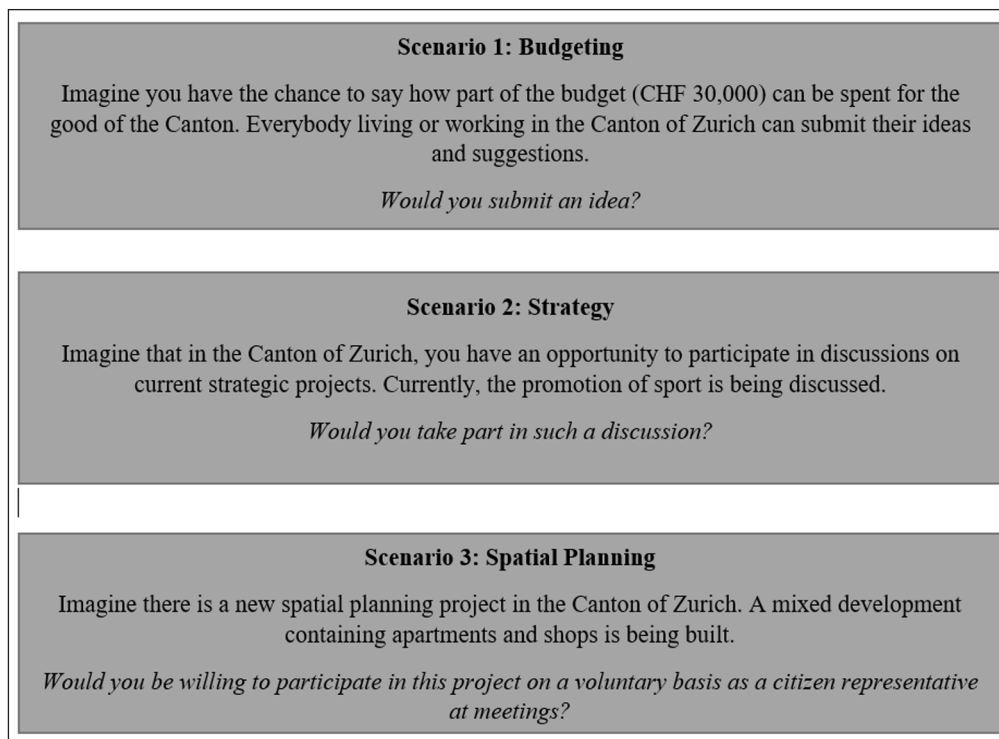 Scenario 1: Budgeting
Imagine you have the chance to say how part of the budget (CHF 30,000) can be spent for the
good of the Canton. Everybody living or working in the Canton of Zurich can submit their ideas
and suggestions.
Would you submit an idea?
Scenario 2: Strategy
Imagine that in the Canton of Zurich, you have an opportunity to participate in discussions on
current strategic projects. Currently, the promotion of sport is being discussed.
Would you take part in such a discussion?
Scenario 3: Spatial Planning
Imagine there is a new spatial planning project in the Canton of Zurich. A mixed development
containing apartments and shops is being built.
Would you be willing to participate in this project on a voluntary basis as a citizen representative
at meetings?